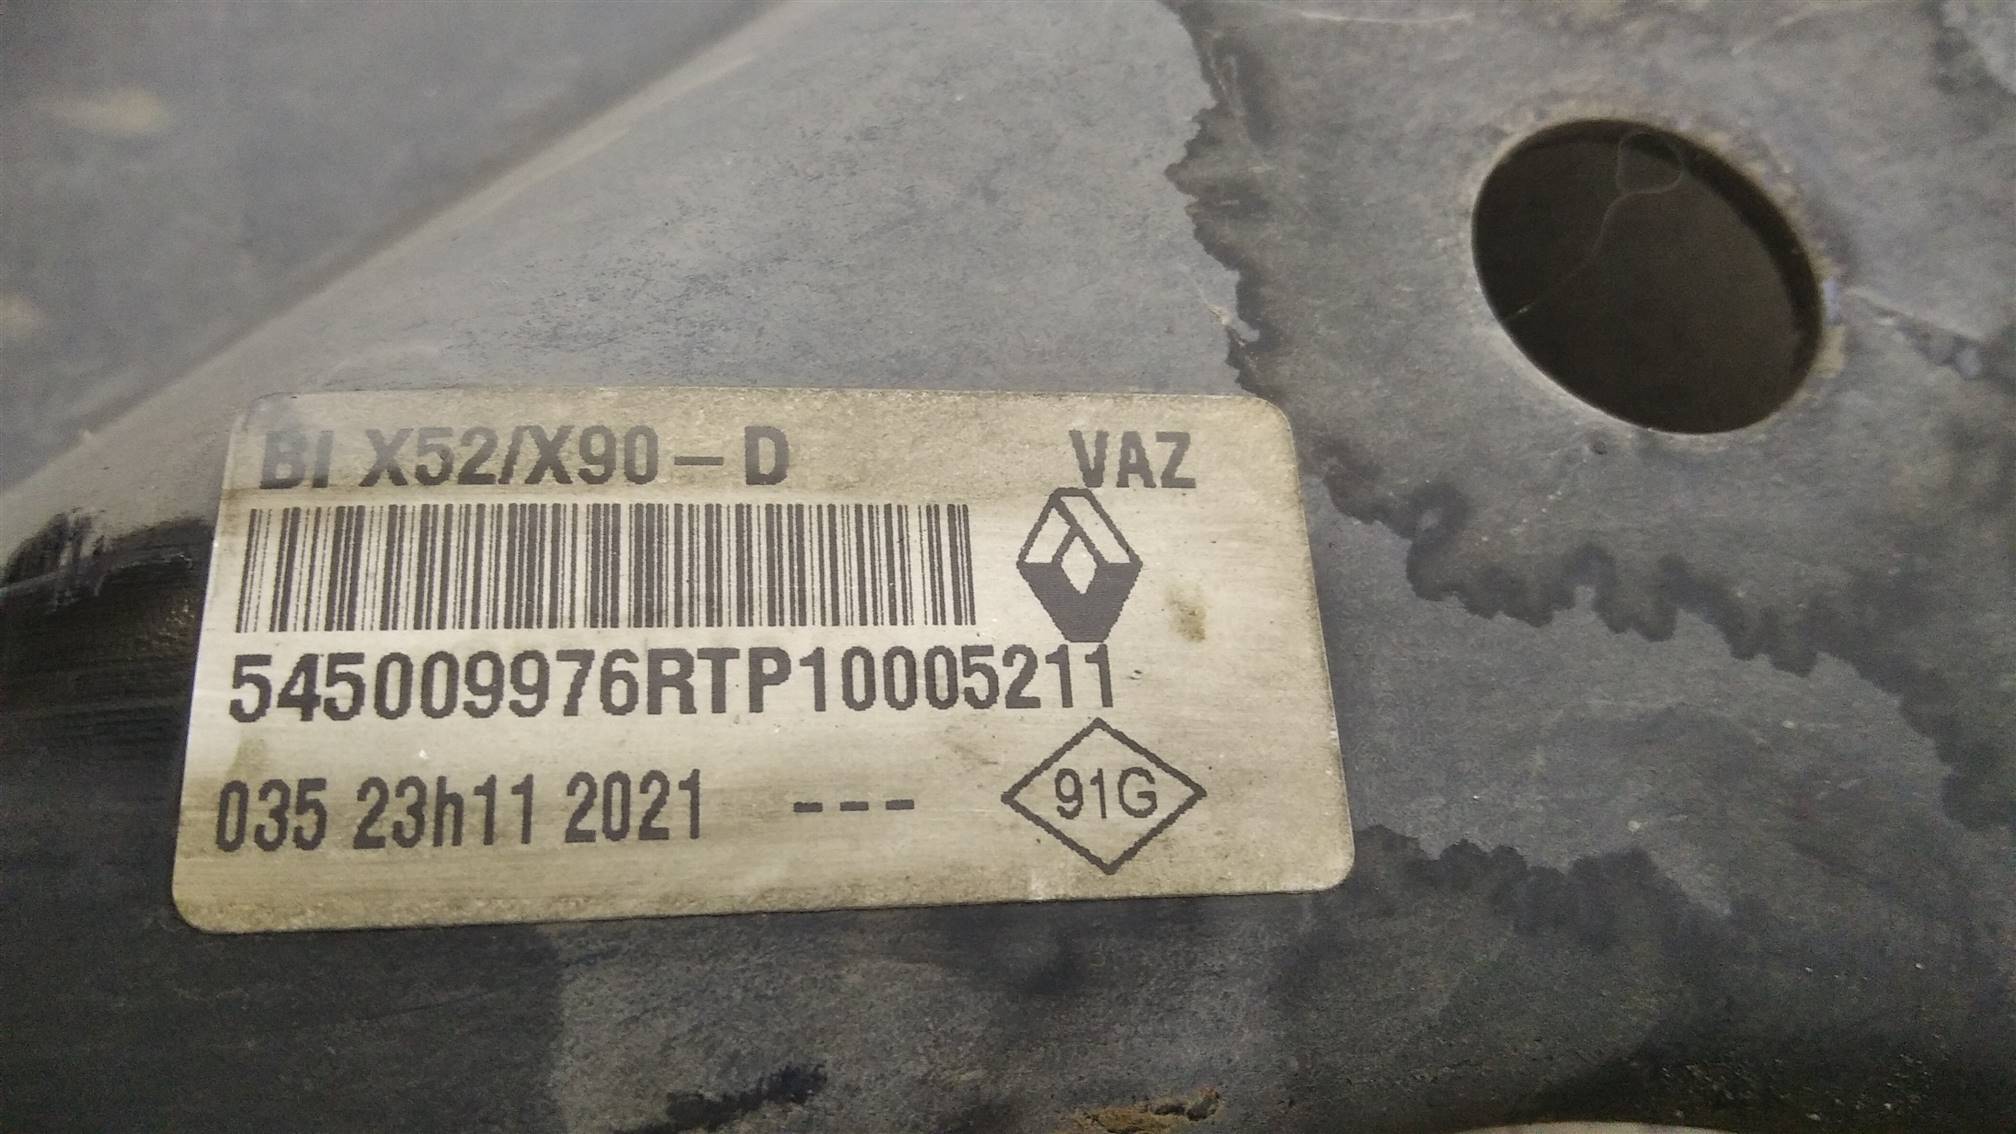 BI X52/X90 – D VAZ
545009976RTP10005211
035 23h11 2021 ---
91G